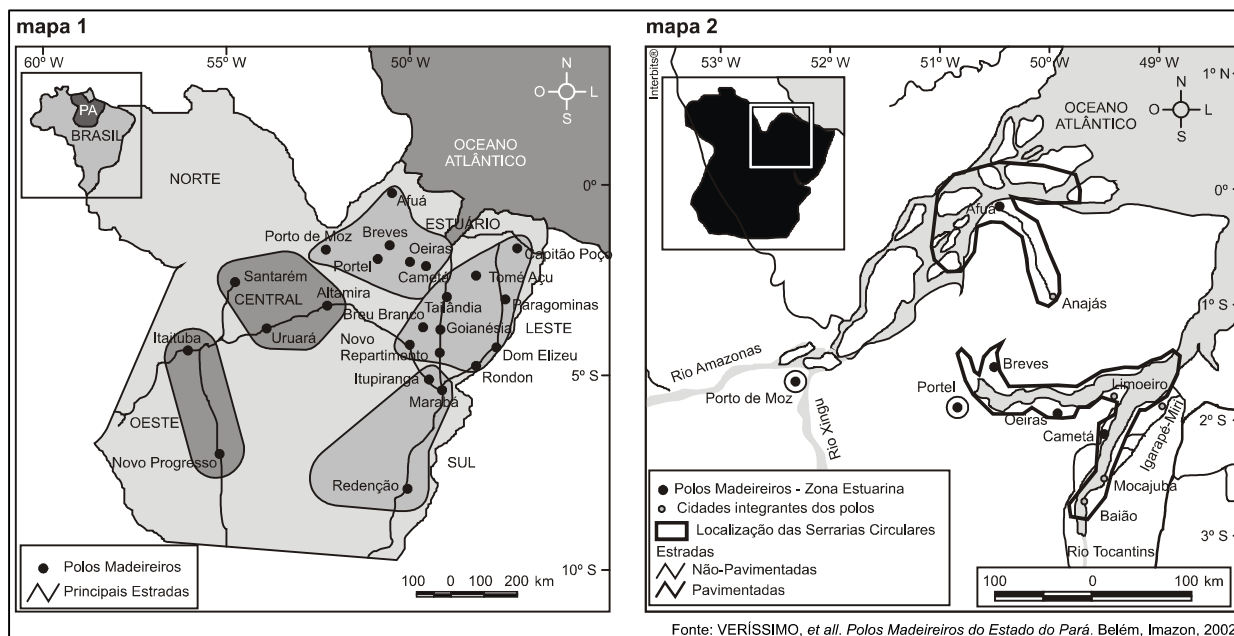 mapa 1
60º W
55º W
50º W
N
O
L
S
PA
BRASIL
OCEANO
ATLÂNTICO
NORTE
0º
Afuá
ESTUÁRIO
Porto de Moz
Breves
Oeiras
Capitão Poço
Portel
Cametá
Tomé Açu
Santarém
CENTRAL
Altamira
Tailândia
Paragominas
Breu Branco
Goianésia
LESTE
Itaituba
Uruará
Novo
Repartimento
Dom Elizeu
Itupiranga
Rondon
5º S
Marabá
OESTE
Novo Progresso
SUL
Redenção
Polos Madeireiros
Principais Estradas
100 0 100 200 km
10º S
mapa 2
Interbits®
53º W
52º W
51º W
50º W
49º W
1º N
N
O
L
S
OCEANO
ATLÂNTICO
0º
Afuá
Anajás
1º S
Rio Amazonas
Breves
Porto de Moz
Portel
Limoeiro
Rio Xingu
Oeiras
Igarapé-Miri
2º S
Cametá
Mocajuba
Baião
Rio Tocantins
3º S
Polos Madeireiros - Zona Estuarina
Cidades integrantes dos polos
Localização das Serrarias Circulares
Estradas
Não-Pavimentadas
Pavimentadas
100 0 100 km
Fonte: VERÍSSIMO, et all. Polos Madeireiros do Estado do Pará. Belém, Imazon, 2002